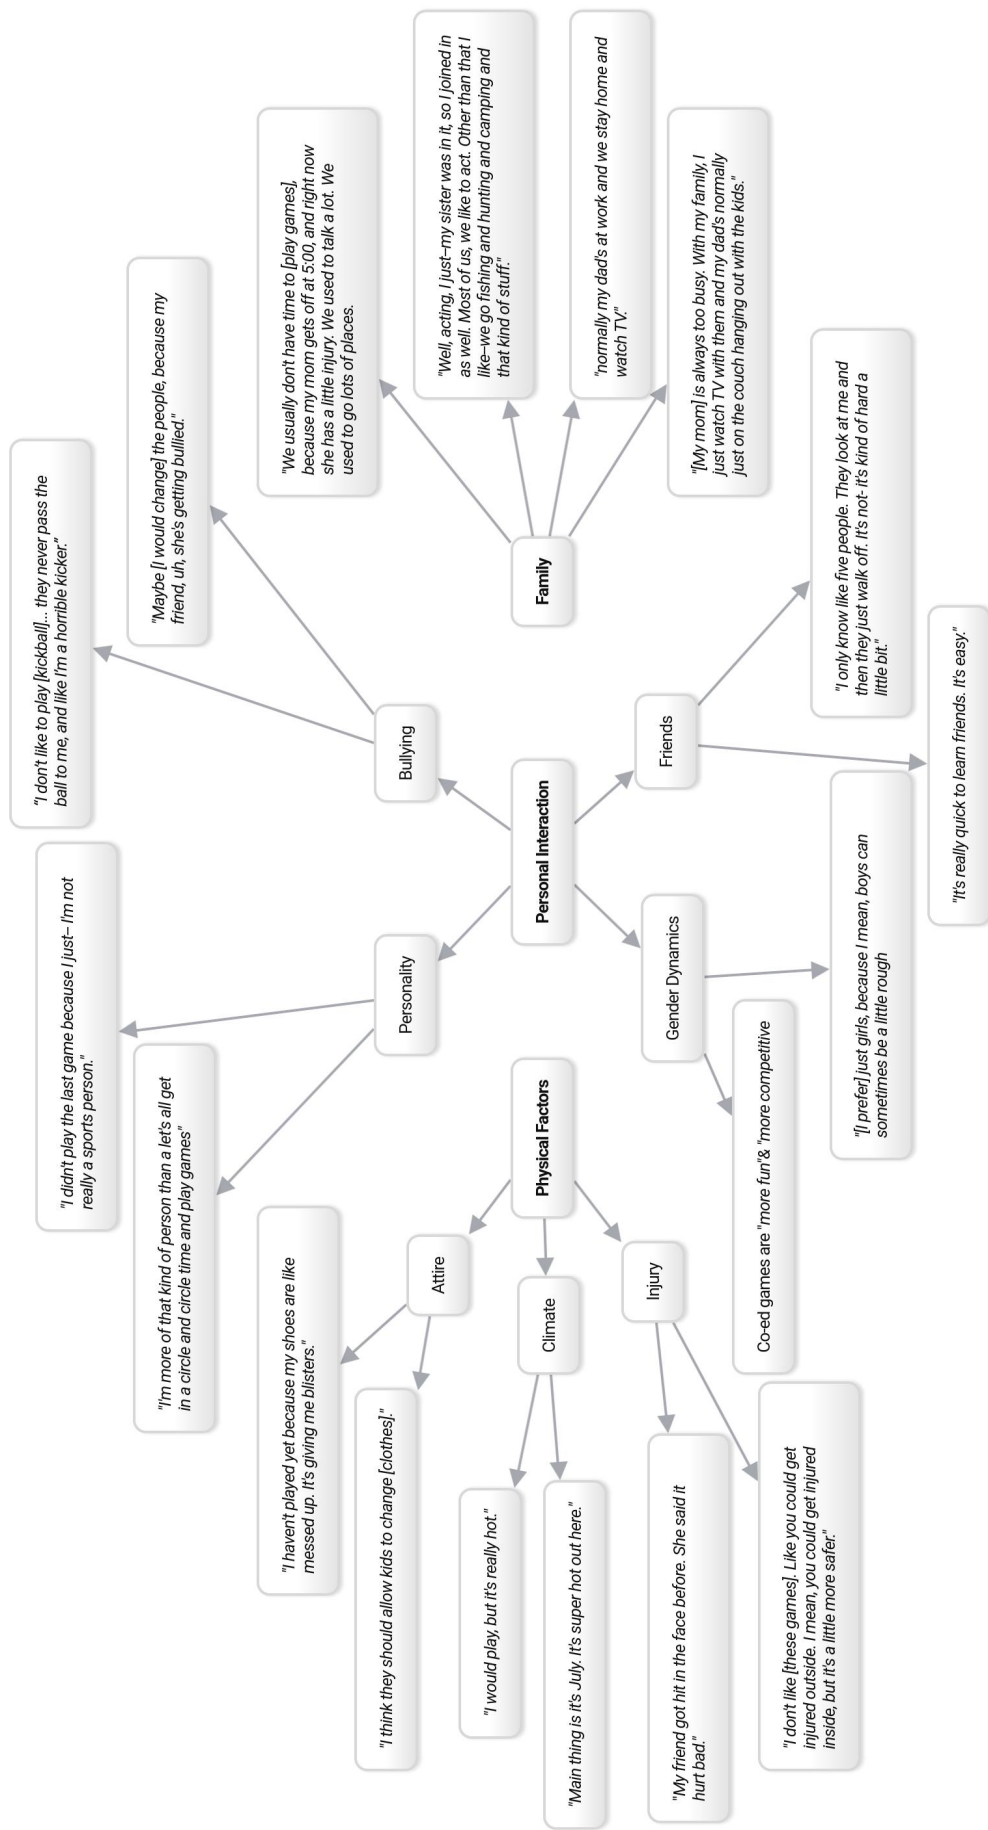 "I haven't played yet because my shoes are like
messed up. It's giving me blisters."
"I think they should allow kids to change [clothes]."
Attire
"I would play, but it's really hot."
"Main thing is it's July. It's super hot out here."
Climate
"My friend got hit in the face before. She said it
hurt bad."
"I don't like [these games]. Like you could get
injured outside. I mean, you could get injured
inside, but it's a little more safer."
Injury
Physical Factors
"I didn't play the last game because I just– I'm not
really a sports person."
"I'm more of that kind of person than a let's all get
in a circle and circle time and play games"
Personality
"I don't like to play [kickball]... they never pass the
ball to me, and like I'm a horrible kicker."
"Maybe [I would change] the people, because my
friend, uh, she's getting bullied."
Bullying
Personal Interaction
Gender Dynamics
Co-ed games are "more fun"& "more competitive
"[I prefer] just girls, because I mean, boys can
sometimes be a little rough
Friends
"I only know like five people. They look at me and
then they just walk off. It's not- it's kind of hard a
little bit."
"It's really quick to learn friends. It's easy."
Family
"We usually don't have time to [play games],
because my mom gets off at 5:00, and right now
she has a little injury. We used to talk a lot. We
used to go lots of places.
"Well, acting, I just–my sister was in it, so I joined in
as well. Most of us, we like to act. Other than that I
like–we go fishing and hunting and camping and
that kind of stuff."
"normally my dad's at work and we stay home and
watch TV."
"[My mom] is always too busy. With my family, I
just watch TV with them and my dad's normally
just on the couch hanging out with the kids."